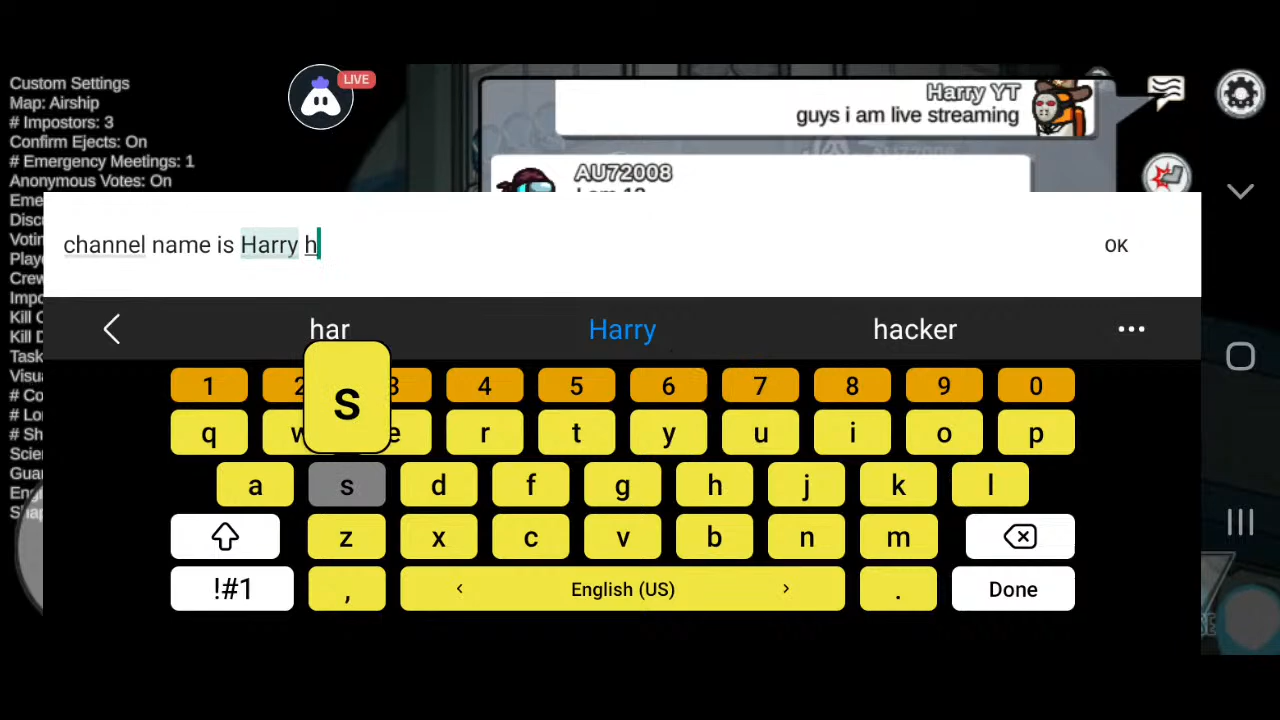 Custom Settings
Map: Airship
# Impostors: 3
Confirm Ejects: On
# Emergency Meetings: 1
Anonymous Votes: On
LIVE
Harry YT
guys i am live streaming
AU72008
channel name is Harry h
OK
har
Harry
hacker
1 2 3 4 5 6 7 8 9 0
q w e r t y u i o p
s
a s d f g h j k l
z x c v b n m
!#1 , English (US) . Done